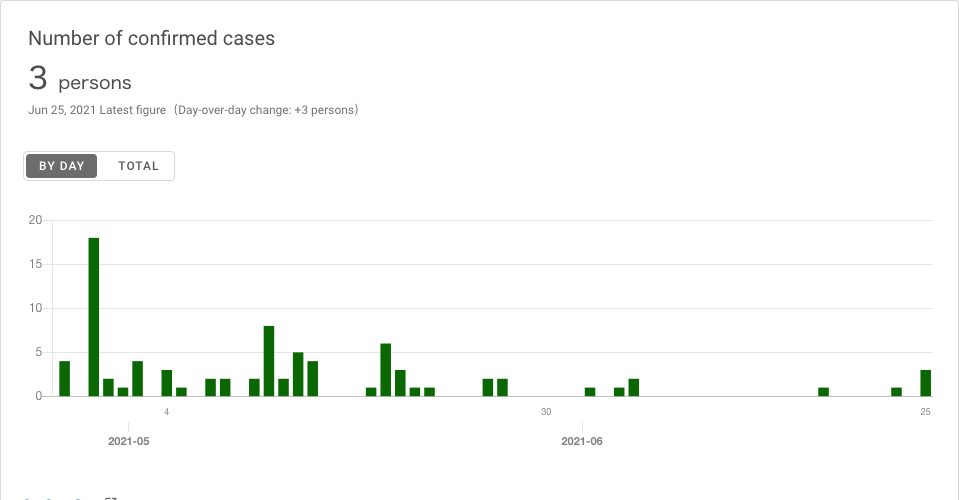 Number of confirmed cases
3 persons
Jun 25, 2021 Latest figure（Day-over-day change: +3 persons）
BY DAY TOTAL
20
15
10
5
0
4 30 25
2021-05 2021-06